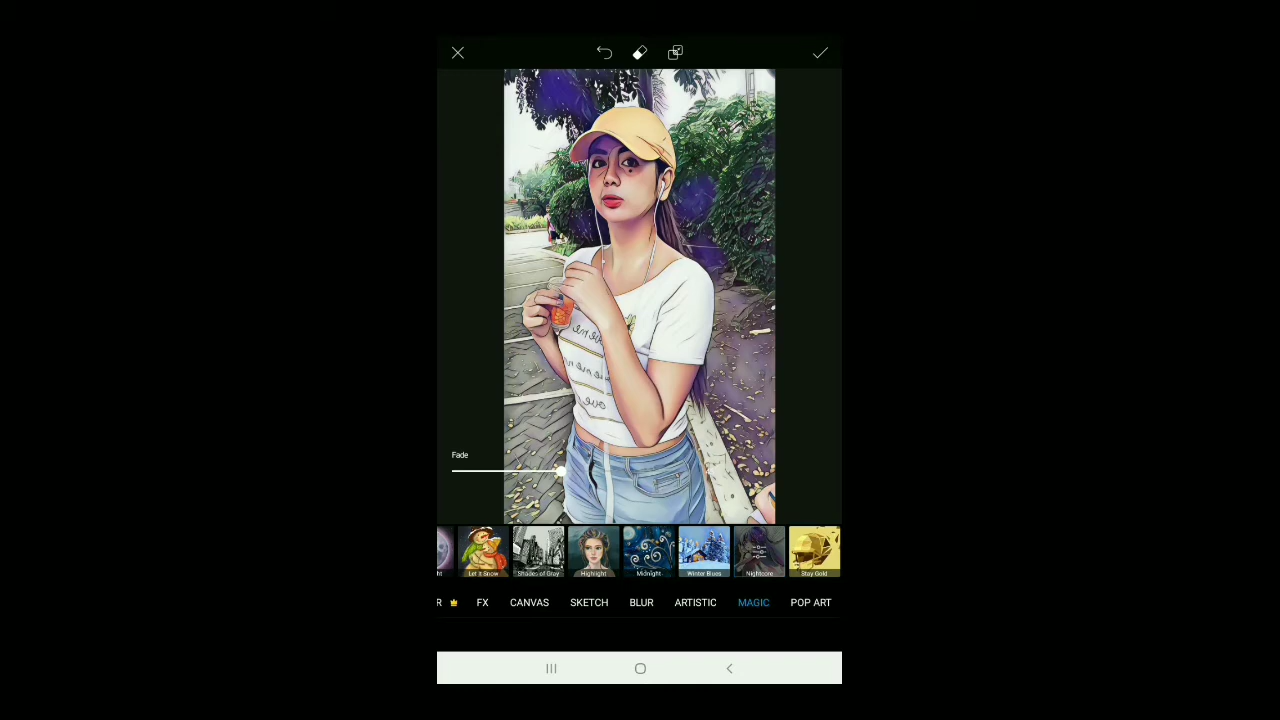 Fade
ht
Let it Snow
Shades of Gray
Highlight
Midnight
Winter Blues
Nightcore
Stay Gold
R
FX
CANVAS
SKETCH
BLUR
ARTISTIC
MAGIC
POP ART